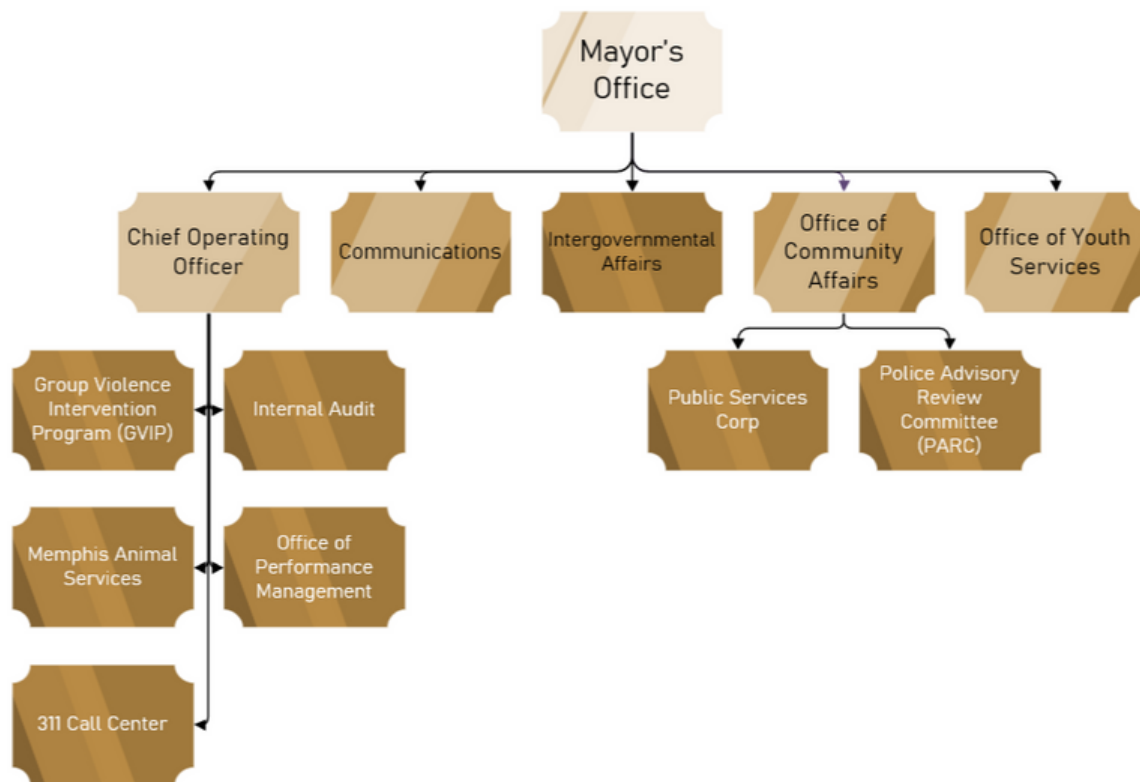 Mayor's
Office
Chief Operating
Officer
Communications
Intergovernmental
Affairs
Office of
Community
Affairs
Office of Youth
Services
Group Violence
Intervention
Program (GVIP)
Internal Audit
Public Services
Corp
Police Advisory
Review
Committee
(PARC)
Memphis Animal
Services
Office of
Performance
Management
311 Call Center